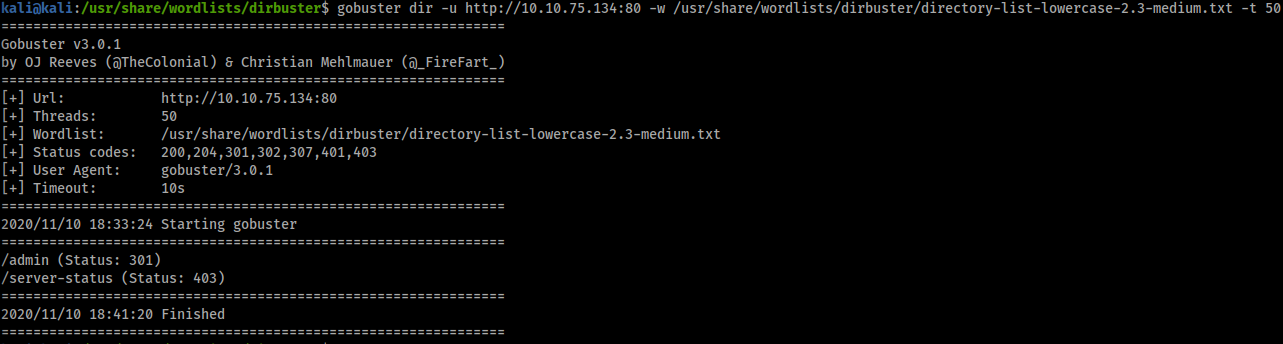 kali@kali:/usr/share/wordlists/dirbuster$ gobuster dir -u http://10.10.75.134:80 -w /usr/share/wordlists/dirbuster/directory-list-lowercase-2.3-medium.txt -t 50
===============================================================
Gobuster v3.0.1
by OJ Reeves (@TheColonial) & Christian Mehlmauer (@_FireFart_)
===============================================================
[+] Url:            http://10.10.75.134:80
[+] Threads:        50
[+] Wordlist:       /usr/share/wordlists/dirbuster/directory-list-lowercase-2.3-medium.txt
[+] Status codes:   200,204,301,302,307,401,403
[+] User Agent:     gobuster/3.0.1
[+] Timeout:        10s
===============================================================
2020/11/10 18:33:24 Starting gobuster
===============================================================
/admin (Status: 301)
/server-status (Status: 403)
===============================================================
2020/11/10 18:41:20 Finished
===============================================================